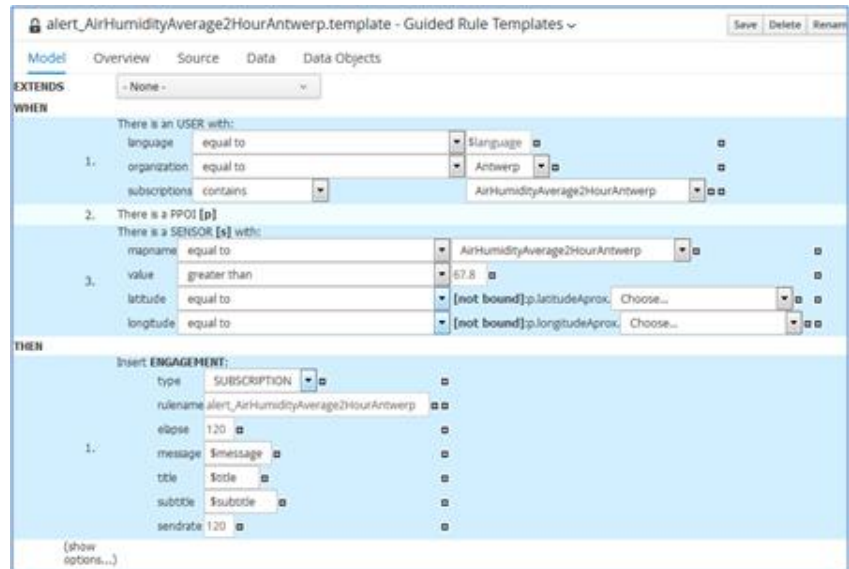 alert_AirHumidityAverage2HourAntwerp.template - Guided Rule Templates
Save Delete Renam
Model Overview Source Data Data Objects
EXTENDS - None -
WHEN
There is an USER with:
language equal to $language
1. organization equal to Antwerp
subscriptions contains AirHumidityAverage2HourAntwerp
2. There is a PPOI [p]
There is a SENSOR [s] with:
mapname equal to AirHumidityAverage2HourAntwerp
3. value greater than 67.8
latitude equal to [not bound]:p.latitudeAprox. Choose...
longitude equal to [not bound]:p.longitudeAprox. Choose...
THEN
Insert ENGAGEMENT:
type SUBSCRIPTION
rulename alert_AirHumidityAverage2HourAntwerp
elapse 120
1. message $message
title $title
subtitle $subtitle
sendrate 120
(show
options...)